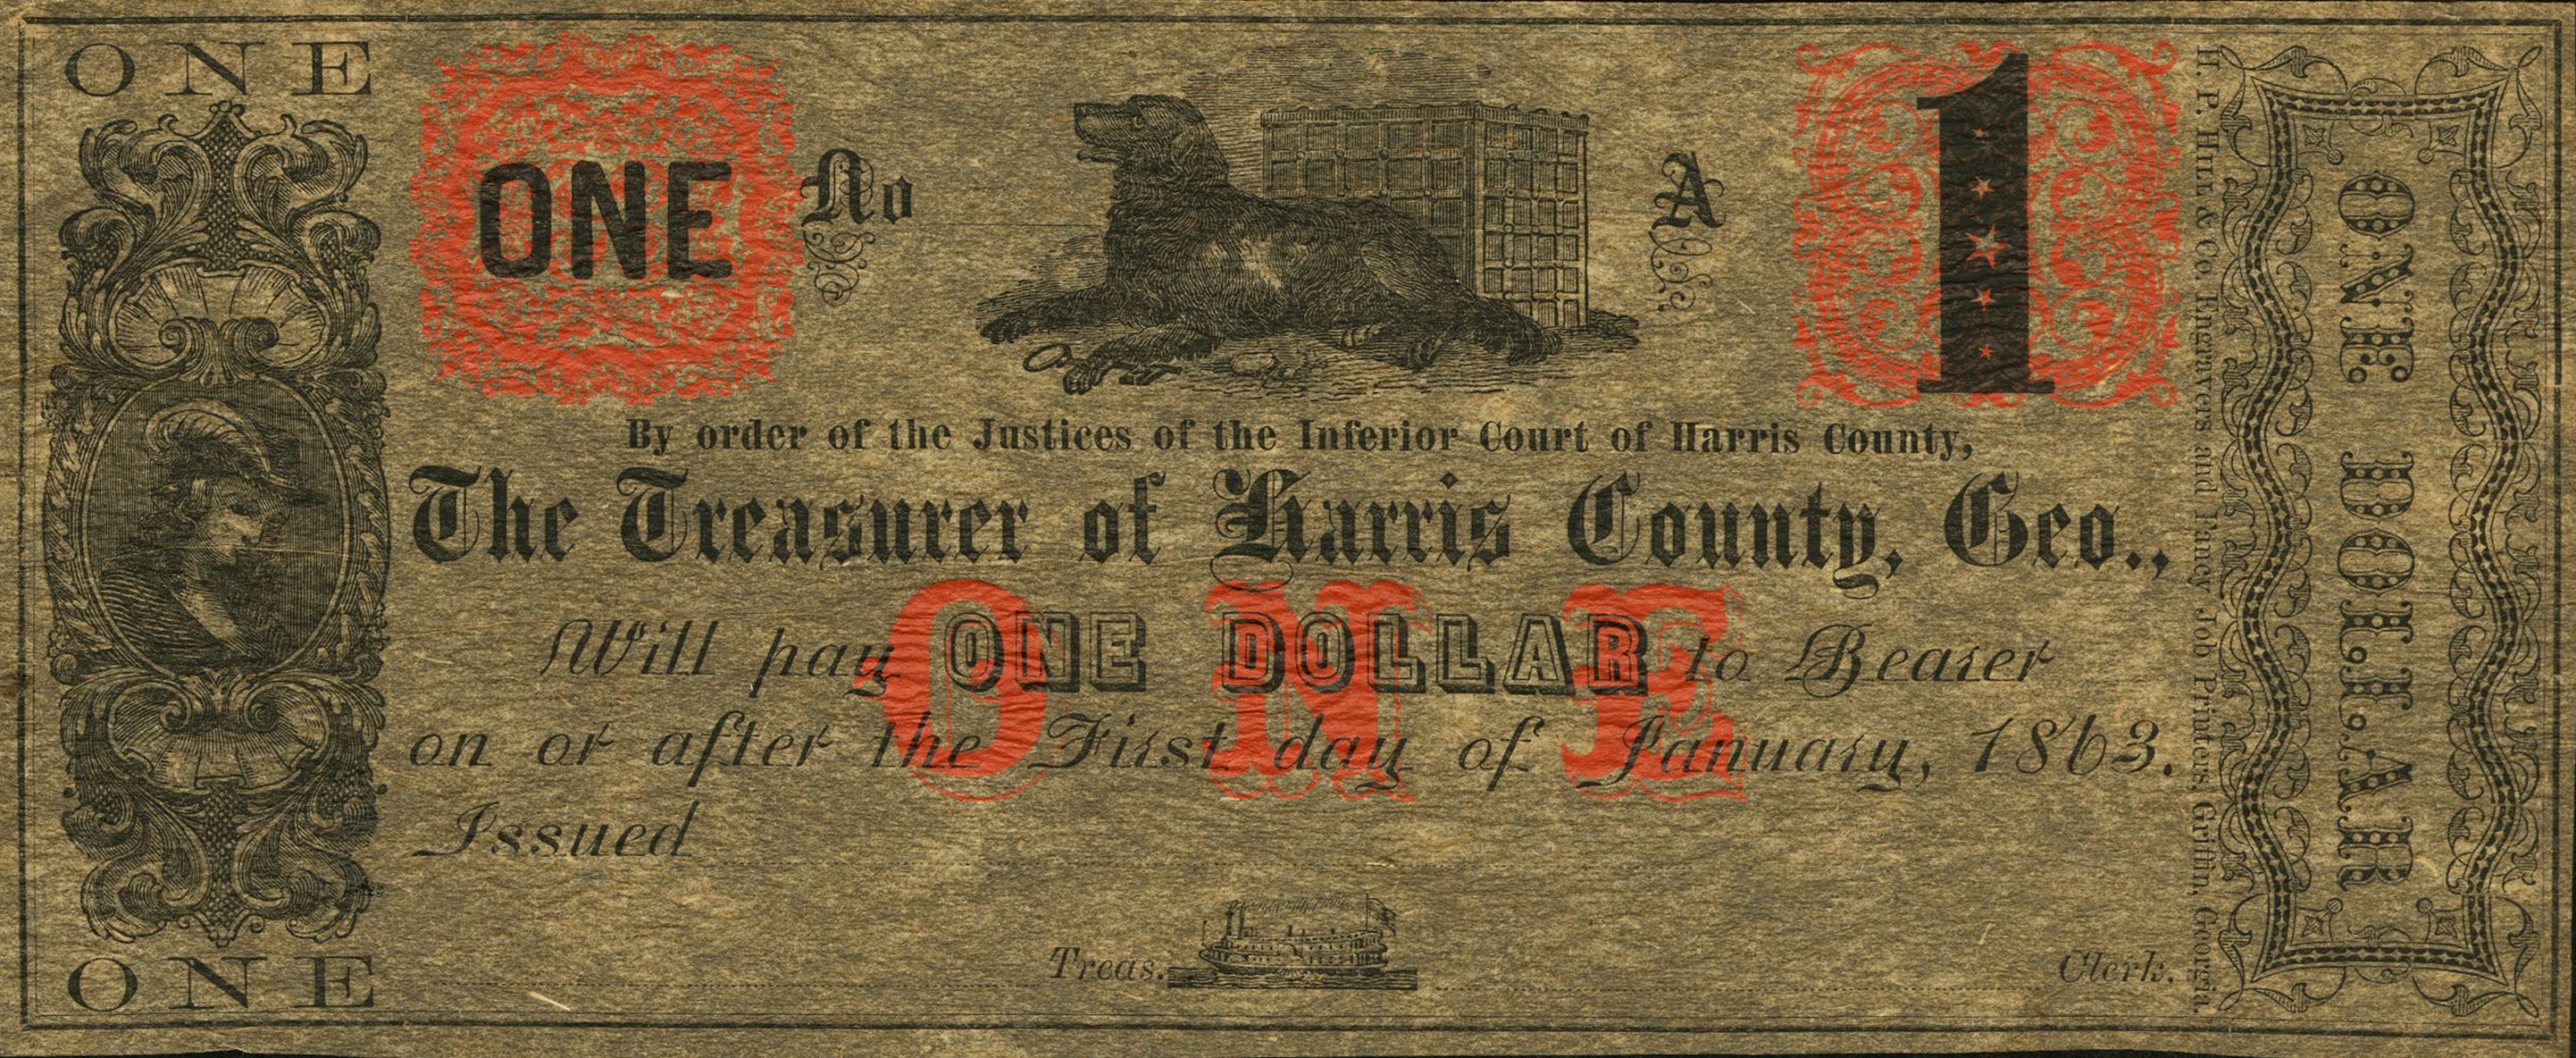 ONE
ONE
No
A
1
By order of the Justices of the Inferior Court of Harris County,
The Treasurer of Harris County, Geo.,
ONE
Will pay ONE DOLLAR to Bearer
on or after the First day of January, 1863.
Issued
Treas.
Clerk.
ONE
H. P. Hill & Co. Engravers and Fancy Job Printers, Griffin, Georgia.
ONE DOLLAR